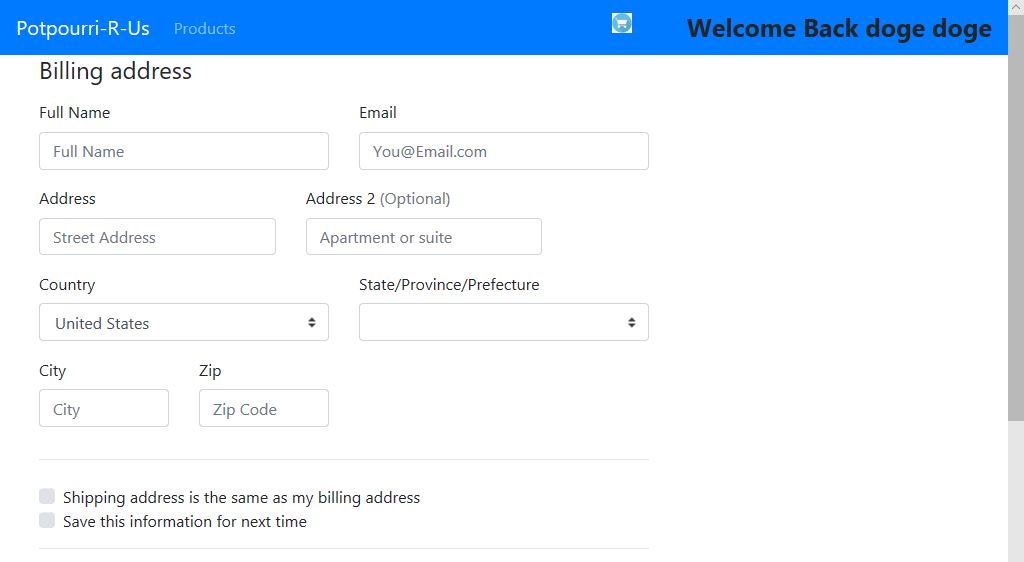 Potpourri-R-Us Products Welcome Back doge doge
Billing address
Full Name Email
Full Name You@Email.com
Address Address 2 (Optional)
Street Address Apartment or suite
Country State/Province/Prefecture
United States
City Zip
City Zip Code
Shipping address is the same as my billing address
Save this information for next time